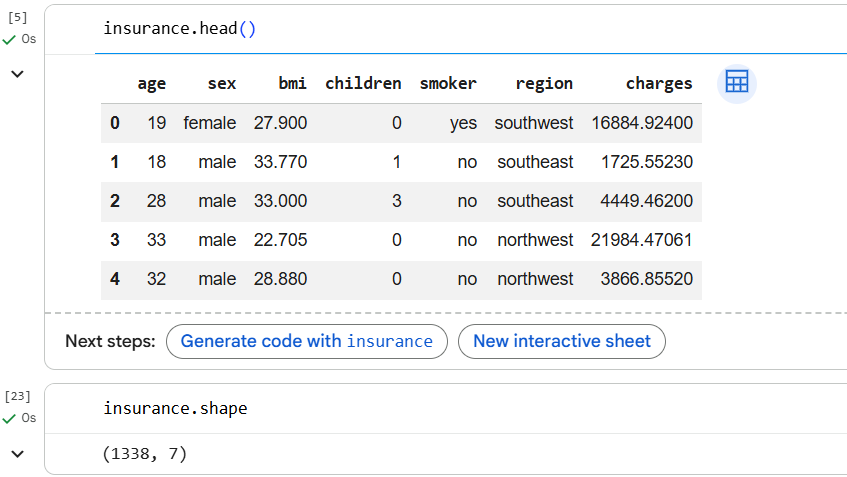 [5]
0s
insurance.head()
age sex bmi children smoker region charges
0 19 female 27.900 0 yes southwest 16884.92400
1 18 male 33.770 1 no southeast 1725.55230
2 28 male 33.000 3 no southeast 4449.46200
3 33 male 22.705 0 no northwest 21984.47061
4 32 male 28.880 0 no northwest 3866.85520
Next steps: Generate code with insurance New interactive sheet
[23]
0s
insurance.shape
(1338, 7)